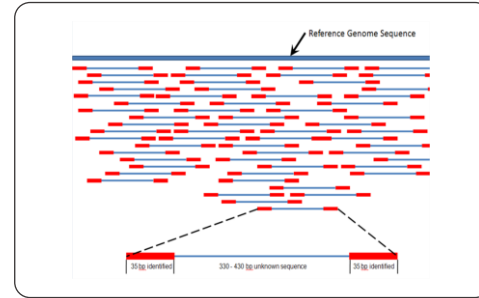 Reference Genome Sequence
35 bp identified 330 - 430 bp unknown sequence 35 bp identified